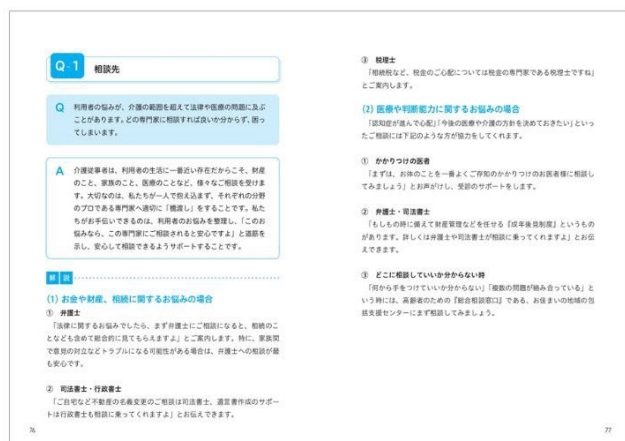 Q-1 相談先
Q 利用者の悩みが、介護の範囲を超えて法律や医療の問題に及ぶ
ことがあります。どの専門家に相談すれば良いか分からず、困っ
てしまいます。
A 介護従事者は、利用者の生活に一番近い存在だからこそ、財産
のこと、家族のこと、医療のことなど、様々なご相談を受けま
す。大切なのは、私たちが一人で抱え込まず、それぞれの分野
のプロである専門家へ適切に「橋渡し」をすることです。私た
ちがお手伝いできるのは、利用者のお悩みを整理し、「このお
悩みなら、この専門家にご相談されると安心ですよ」と道筋を
示し、安心して相談できるようサポートすることです。
解説
(1) お金や財産、相続に関するお悩みの場合
① 弁護士
「法律に関するお悩みでしたら、まず弁護士にご相談になると、相続のこ
となども含めて総合的に見てもらえますよ」とご案内します。特に、家族間
で意見の対立などトラブルになる可能性がある場合は、弁護士への相談が最
も安心です。
② 司法書士・行政書士
「ご自宅など不動産の名義変更のご相談は司法書士、遺言書作成のサポー
トは行政書士も相談に乗ってくれますよ」とお伝えできます。
76
③ 税理士
「相続税など、税金のご心配については税金の専門家である税理士ですね」
とご案内します。
(2) 医療や判断能力に関するお悩みの場合
「認知症が進んで心配」「今後の医療や介護の方針を決めておきたい」といっ
たご相談には下記のような方が協力をしてくれます。
① かかりつけの医者
「まずは、お体のことを一番よくご存知のかかりつけのお医者様に相談し
てみましょう」とお声がけし、受診のサポートをします。
② 弁護士・司法書士
「もしもの時に備えて財産管理などを任せる『成年後見制度』というもの
があります。詳しくは弁護士や司法書士が相談に乗ってくれますよ」とお伝
えできます。
③ どこに相談していいか分からない時
「何から手をつけていいか分からない」「複数の問題が絡み合っている」と
いう時には、高齢者のための『総合相談窓口』である、お住まいの地域の包
括支援センターにまず相談してみましょう。
77